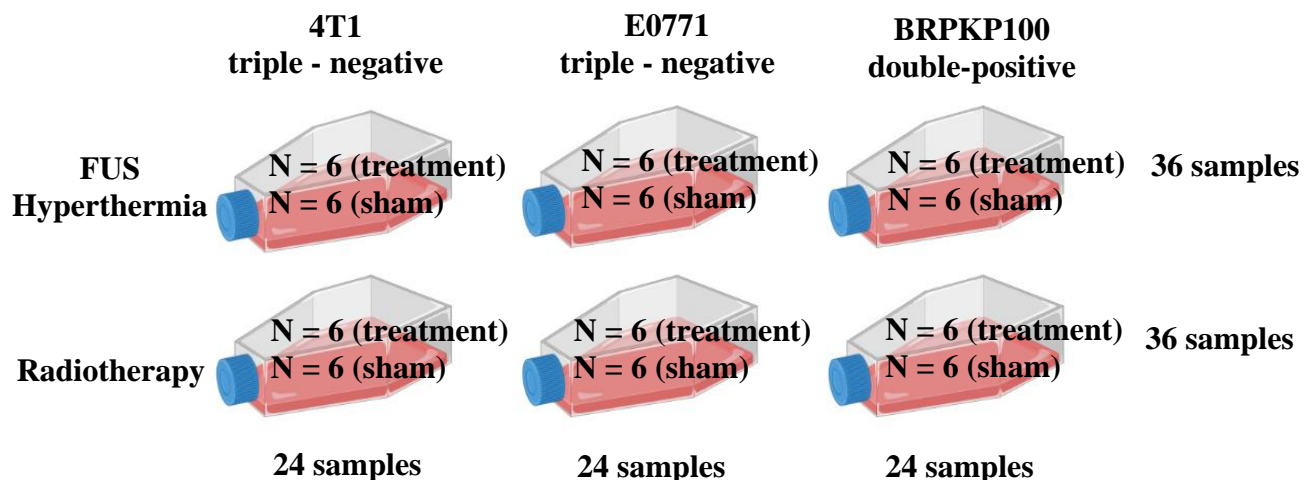 4T1
triple - negative
E0771
triple - negative
BRPKP100
double-positive
FUS
Hyperthermia
N = 6 (treatment)
N = 6 (sham)
N = 6 (treatment)
N = 6 (sham)
N = 6 (treatment)
N = 6 (sham)
36 samples
Radiotherapy
N = 6 (treatment)
N = 6 (sham)
N = 6 (treatment)
N = 6 (sham)
N = 6 (treatment)
N = 6 (sham)
36 samples
24 samples
24 samples
24 samples